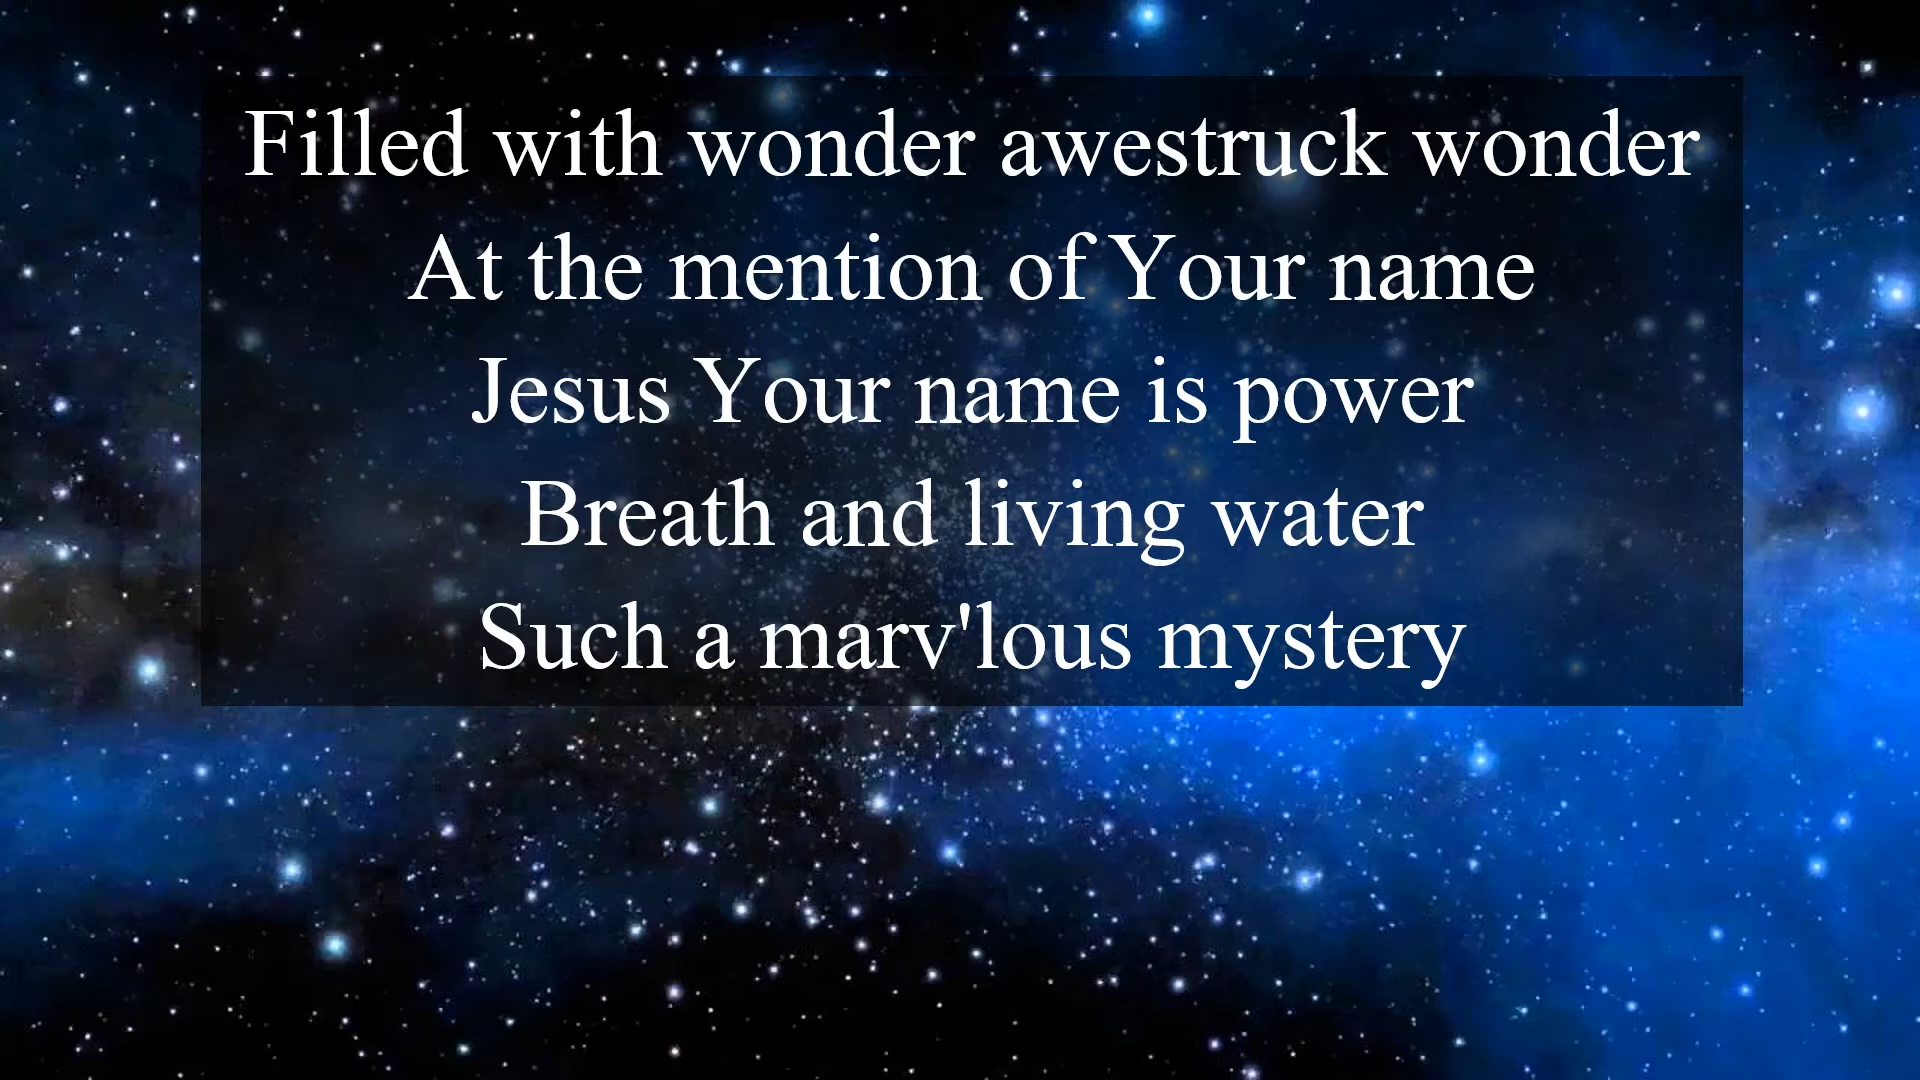 Filled with wonder awestruck wonder
At the mention of Your name
Jesus Your name is power
Breath and living water
Such a marv'lous mystery